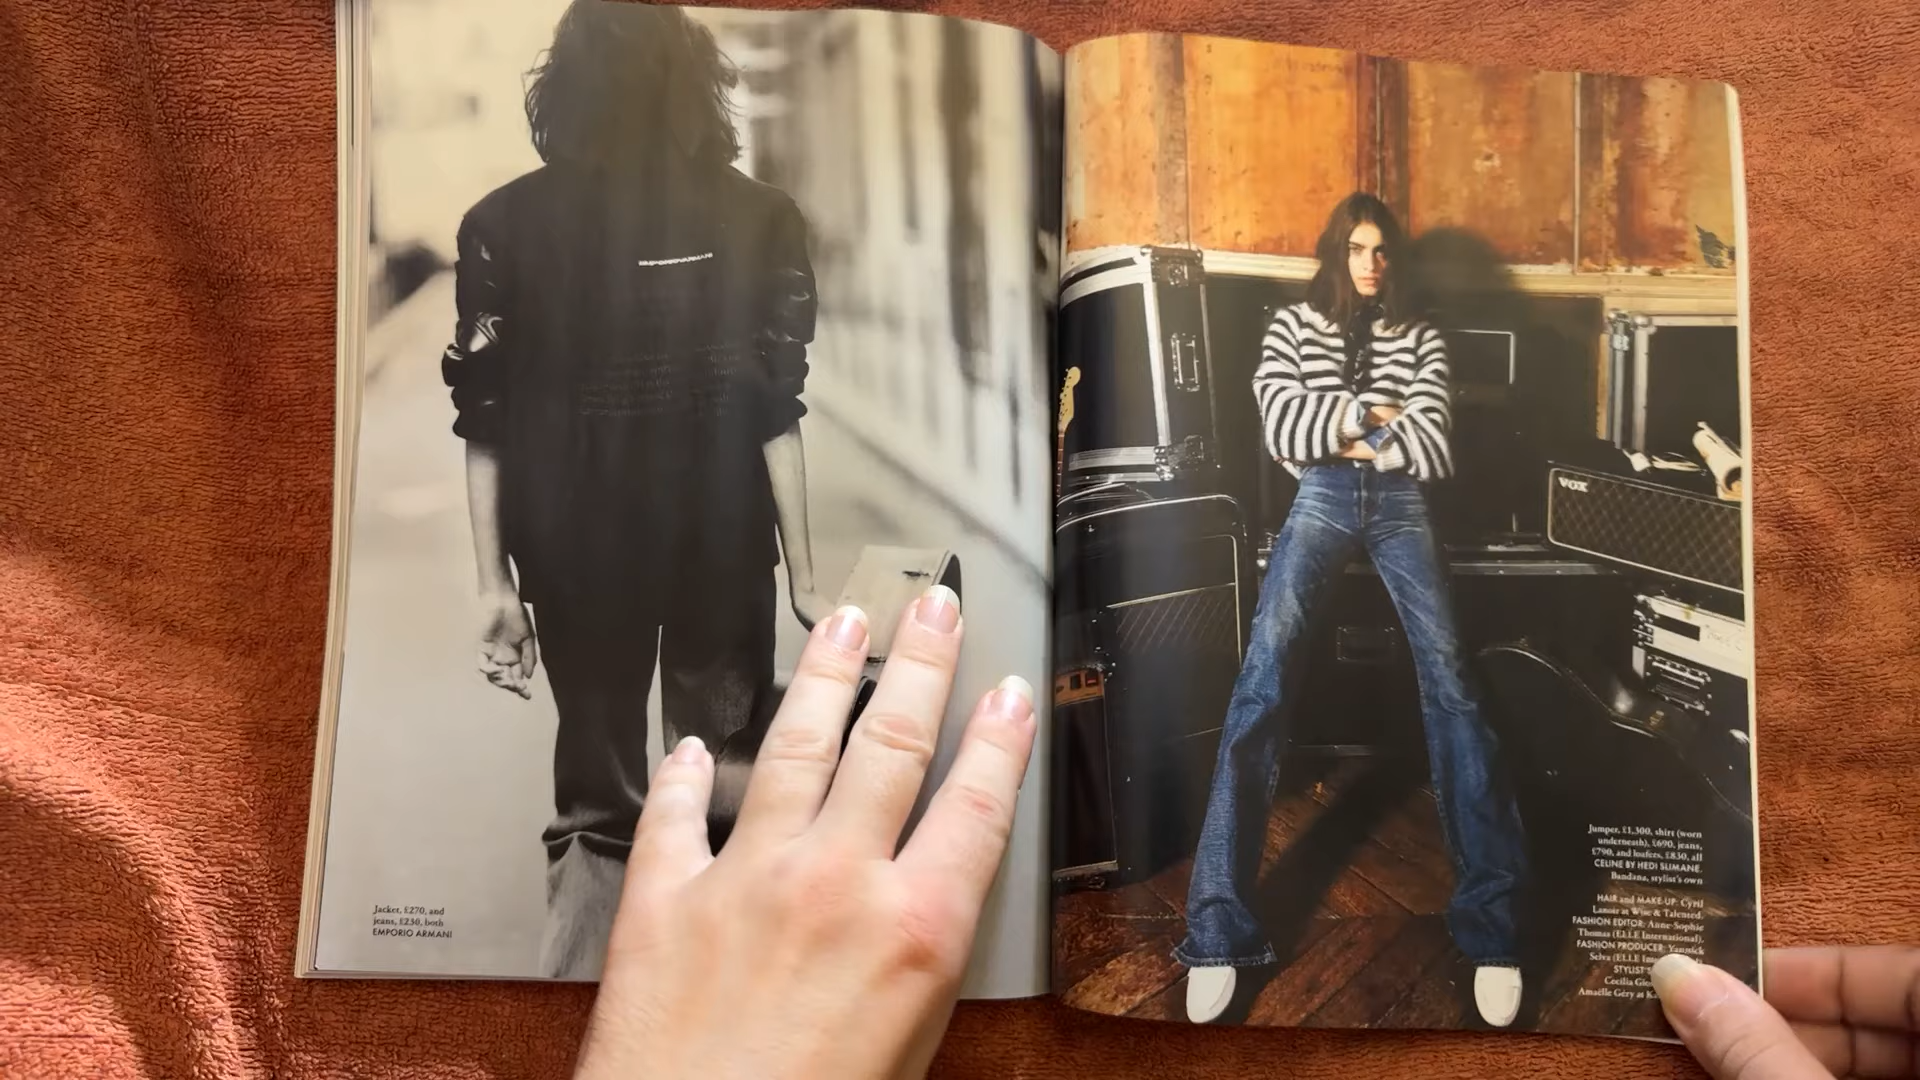 EMPORIO ARMANI
Jacket, £270, and
jeans, £230, both
EMPORIO ARMANI
VOX
Jumper, £1,300, shirt (worn
underneath), £690, jeans,
£790, and loafers, £830, all
CELINE BY HEDI SLIMANE.
Bandana, stylist's own
HAIR and MAKE-UP: Cyril
Lanoir at Wise & Talented.
FASHION EDITOR: Anne-Sophie
Thomas (ELLE International).
FASHION PRODUCER: Yannick
Selva (ELLE
STYLIST'S
Cecilia
Amaëlle Géry at